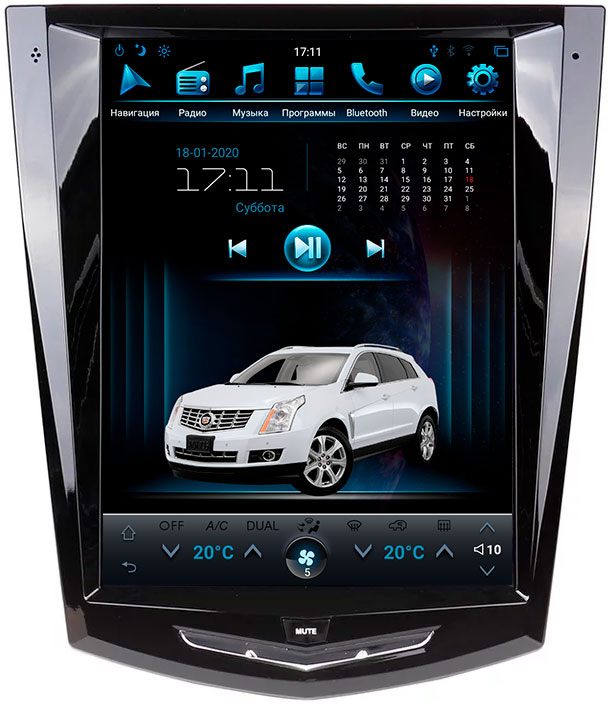 17:11
Навигация Радио Музыка Программы Bluetooth Видео Настройки
18-01-2020
17:11
Суббота
ВС ПН ВТ СР ЧТ ПТ СБ
29 30 31 1 2 3 4
5 6 7 8 9 10 11
12 13 14 15 16 17 18
19 20 21 22 23 24 25
26 27 28 29 30 31 1
2 3 4 5 6 7 8
OFF A/C DUAL
20°C 20°C 10
5
MUTE